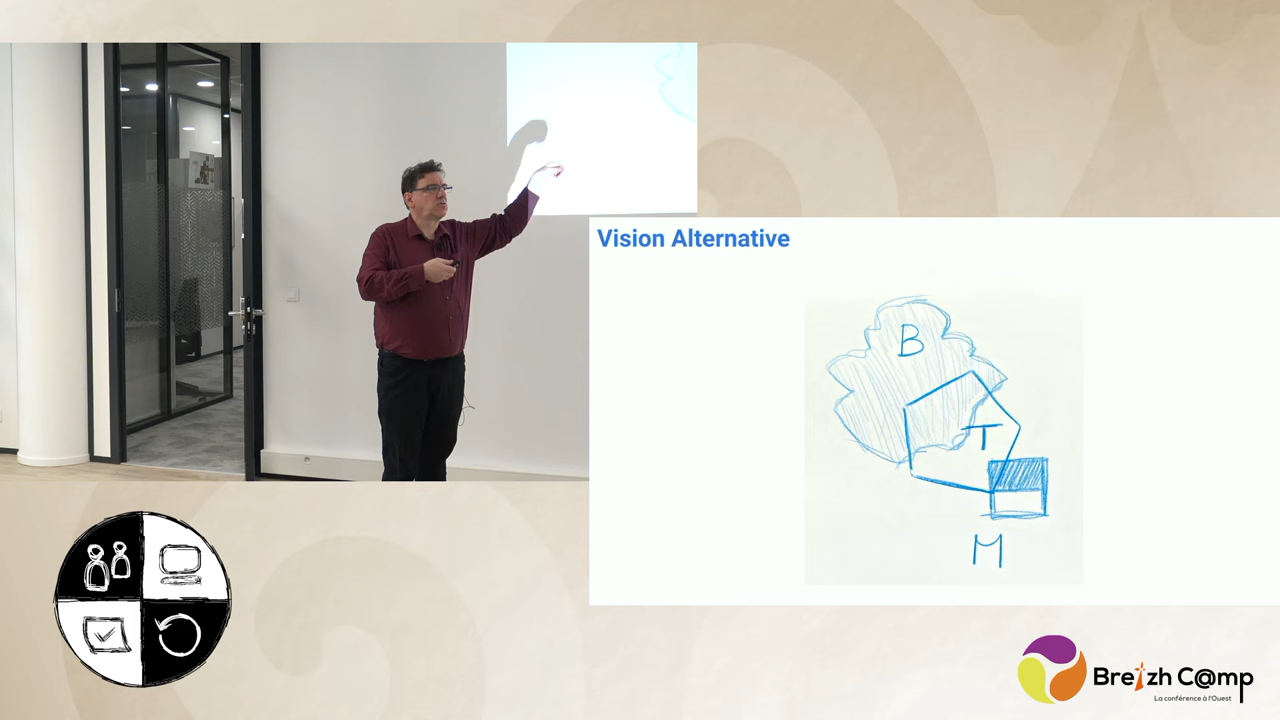 Vision Alternative
B
T
M
Breizh C@mp
La conférence à l'Ouest